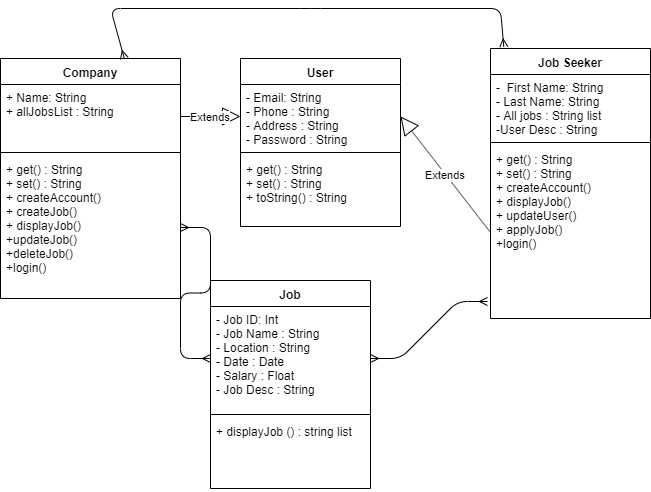 Company
+ Name: String
+ allJobsList : String
+ get() : String
+ set() : String
+ createAccount()
+ createJob()
+ displayJob()
+updateJob()
+deleteJob()
+login()
Extends
User
- Email: String
- Phone : String
- Address : String
- Password : String
+ get() : String
+ set() : String
+ toString() : String
Extends
Job Seeker
-  First Name: String
- Last Name: String
- All jobs : String list
-User Desc : String
+ get() : String
+ set() : String
+ createAccount()
+ displayJob()
+ updateUser()
+ applyJob()
+login()
Job
- Job ID: Int
- Job Name : String
- Location : String
- Date : Date
- Salary : Float
- Job Desc : String
+ displayJob () : string list